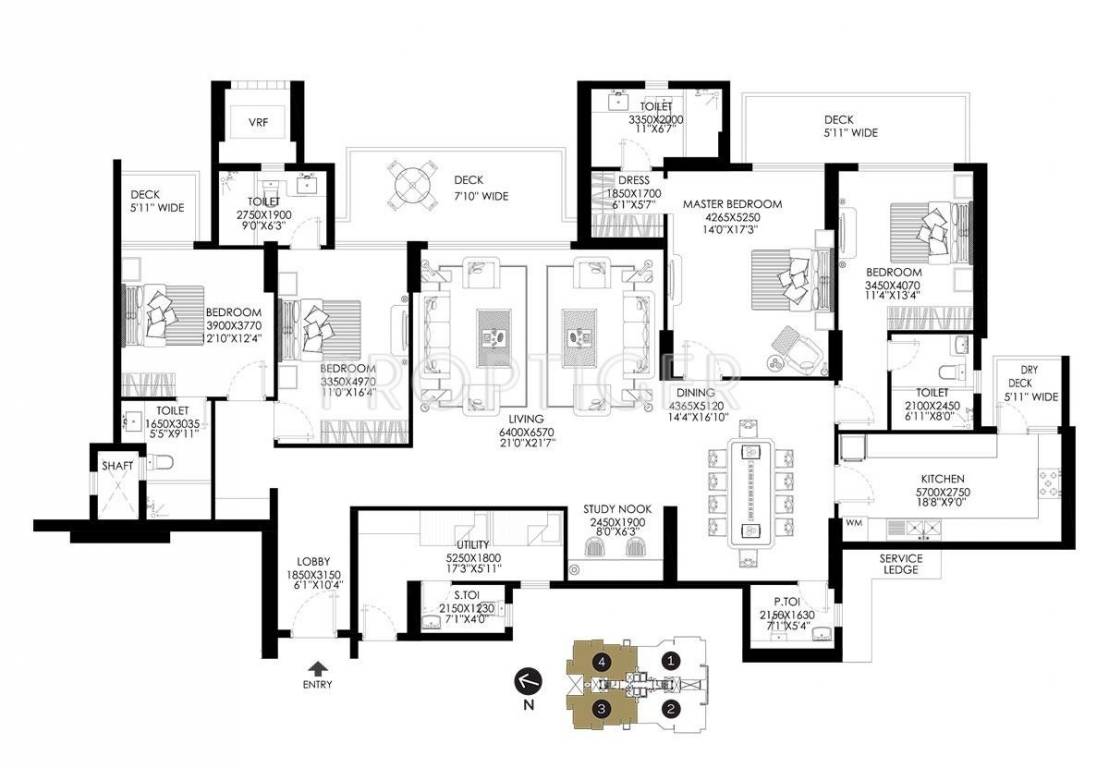 VRF
TOILET
3350X2000
11'X6'7"
DECK
5'11" WIDE
DECK
5'11" WIDE
TOILET
2750X1900
9'0"X6'3"
DECK
7'10" WIDE
DRESS
1850X1700
6'1"X5'7"
MASTER BEDROOM
4265X5250
14'0"X17'3"
BEDROOM
3450X4070
11'4"X13'4"
BEDROOM
3900X3770
12'10"X12'4"
BEDROOM
3350X4970
11'0"X16'4"
PROPTIGER
LIVING
6400X6570
21'0"X21'7"
DINING
4365X5120
14'4"X16'10"
TOILET
2100X2450
6'11"X8'0"
DRY
DECK
5'11" WIDE
TOILET
1650X3035
5'5"X9'11"
SHAFT
KITCHEN
5700X2750
18'8"X9'0"
WM
STUDY NOOK
2450X1900
8'0"X6'3"
UTILITY
5250X1800
17'3"X5'11"
SERVICE
LEDGE
LOBBY
1850X3150
6'1"X10'4"
S.TOI
2150X1230
7'1"X4'0"
P.TOI
2150X1630
7'1"X5'4"
ENTRY
N
4
1
3
2